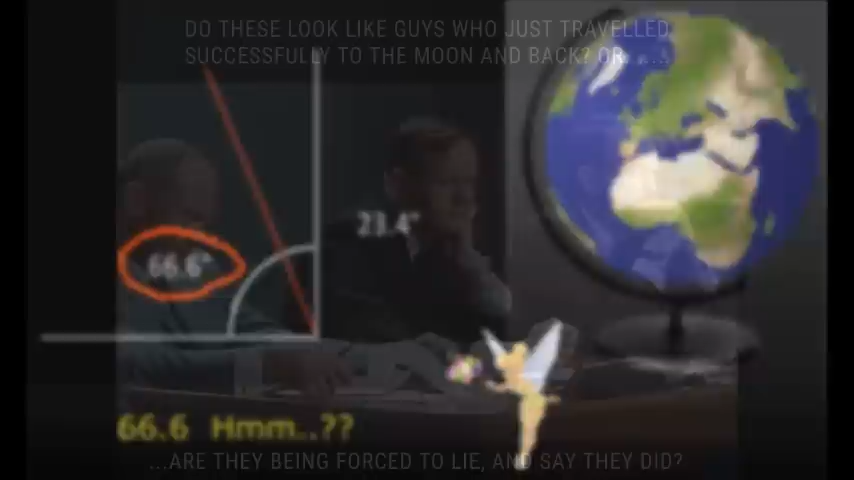 DO THESE LOOK LIKE GUYS WHO JUST TRAVELLED
SUCCESSFULLY TO THE MOON AND BACK? OR.....
23.4°
66.6°
66.6 Hmm..??
...ARE THEY BEING FORCED TO LIE, AND SAY THEY DID?